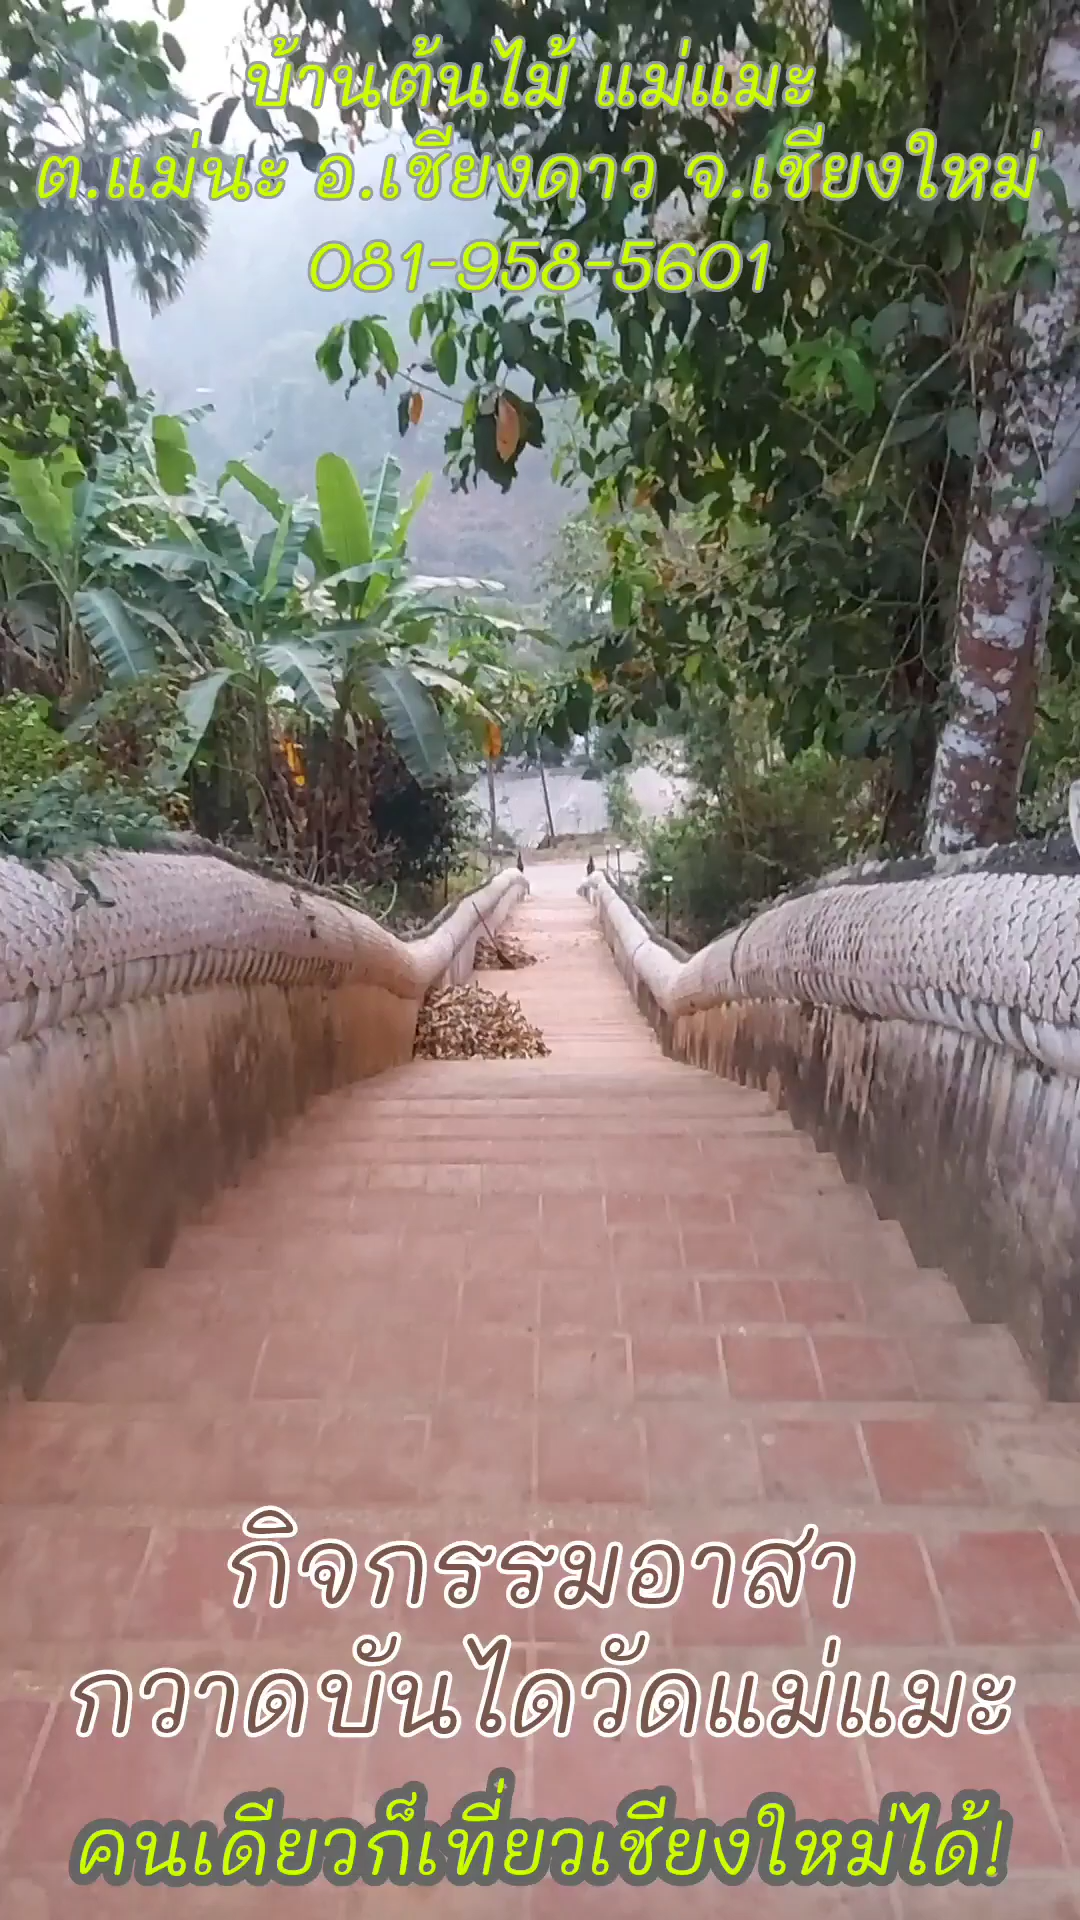 บ้านต้นไม้ แม่แมะ
ต.แม่นะ อ.เชียงดาว จ.เชียงใหม่
081-958-5601
กิจกรรมอาสา
กวาดบันไดวัดแม่แมะ
คนเดียวก็เที่ยวเชียงใหม่ได้!